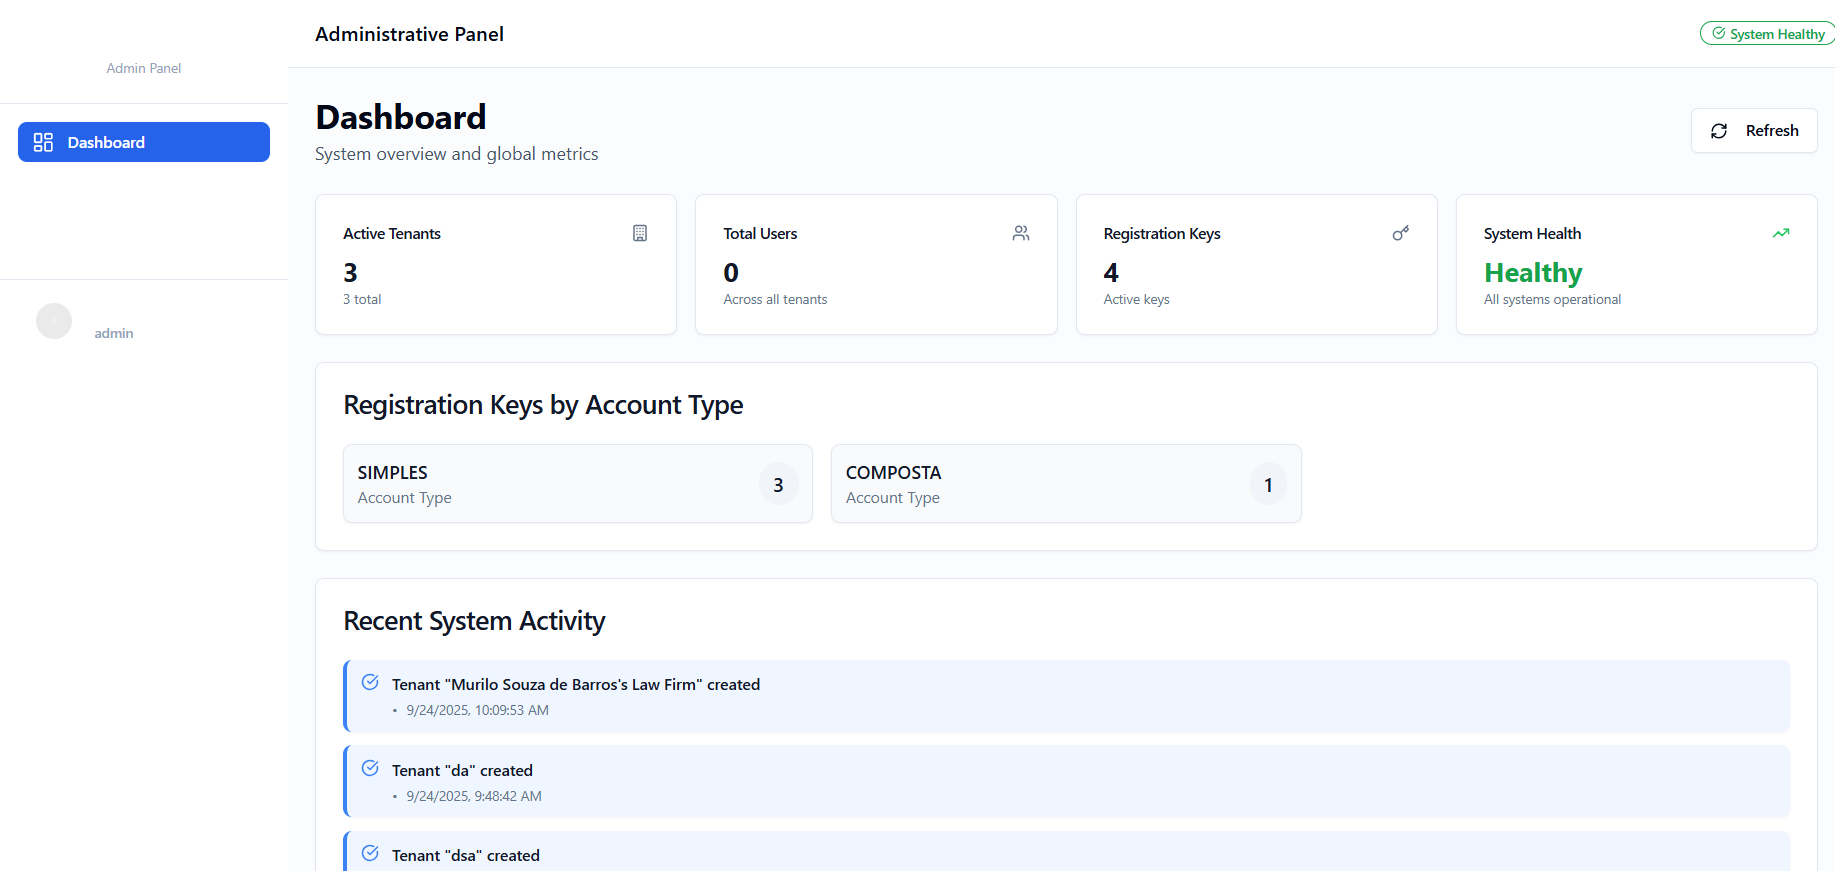 Admin Panel
Dashboard
admin
Administrative Panel
System Healthy
Dashboard
System overview and global metrics
Refresh
Active Tenants
3
3 total
Total Users
0
Across all tenants
Registration Keys
4
Active keys
System Health
Healthy
All systems operational
Registration Keys by Account Type
SIMPLES
Account Type
3
COMPOSTA
Account Type
1
Recent System Activity
Tenant "Murilo Souza de Barros's Law Firm" created
• 9/24/2025, 10:09:53 AM
Tenant "da" created
• 9/24/2025, 9:48:42 AM
Tenant "dsa" created